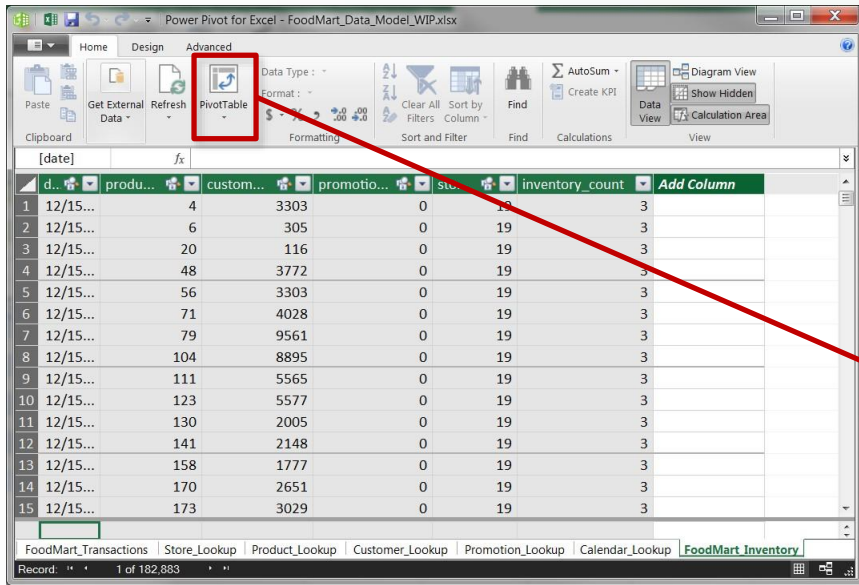 Power Pivot for Excel - FoodMart_Data_Model_WIP.xlsx
Home Design Advanced
Paste
Clipboard
Get External Data
Refresh
PivotTable
Data Type :
Format :
$ % , .0 .00 .00 .0
Formatting
Clear All Filters
Sort by Column
Sort and Filter
Find
Find
AutoSum
Create KPI
Calculations
Data View
Diagram View
Show Hidden
Calculation Area
View
[date] fx
d... produ... custom... promotio... sto... inventory_count Add Column
1 12/15... 4 3303 0 19 3
2 12/15... 6 305 0 19 3
3 12/15... 20 116 0 19 3
4 12/15... 48 3772 0 19 3
5 12/15... 56 3303 0 19 3
6 12/15... 71 4028 0 19 3
7 12/15... 79 9561 0 19 3
8 12/15... 104 8895 0 19 3
9 12/15... 111 5565 0 19 3
10 12/15... 123 5577 0 19 3
11 12/15... 130 2005 0 19 3
12 12/15... 141 2148 0 19 3
13 12/15... 158 1777 0 19 3
14 12/15... 170 2651 0 19 3
15 12/15... 173 3029 0 19 3
FoodMart_Transactions Store_Lookup Product_Lookup Customer_Lookup Promotion_Lookup Calendar_Lookup FoodMart_Inventory
Record: 1 of 182,883